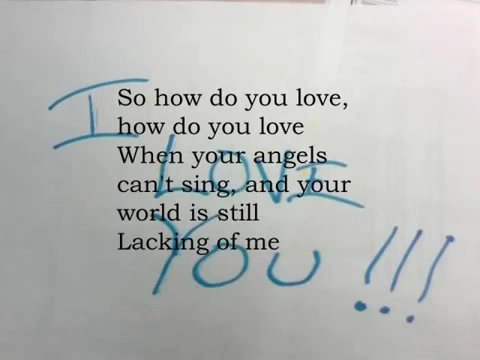 So how do you love,
how do you love
When your angels
can't sing, and your
world is still
Lacking of me
I
LOVE
YOU!!!